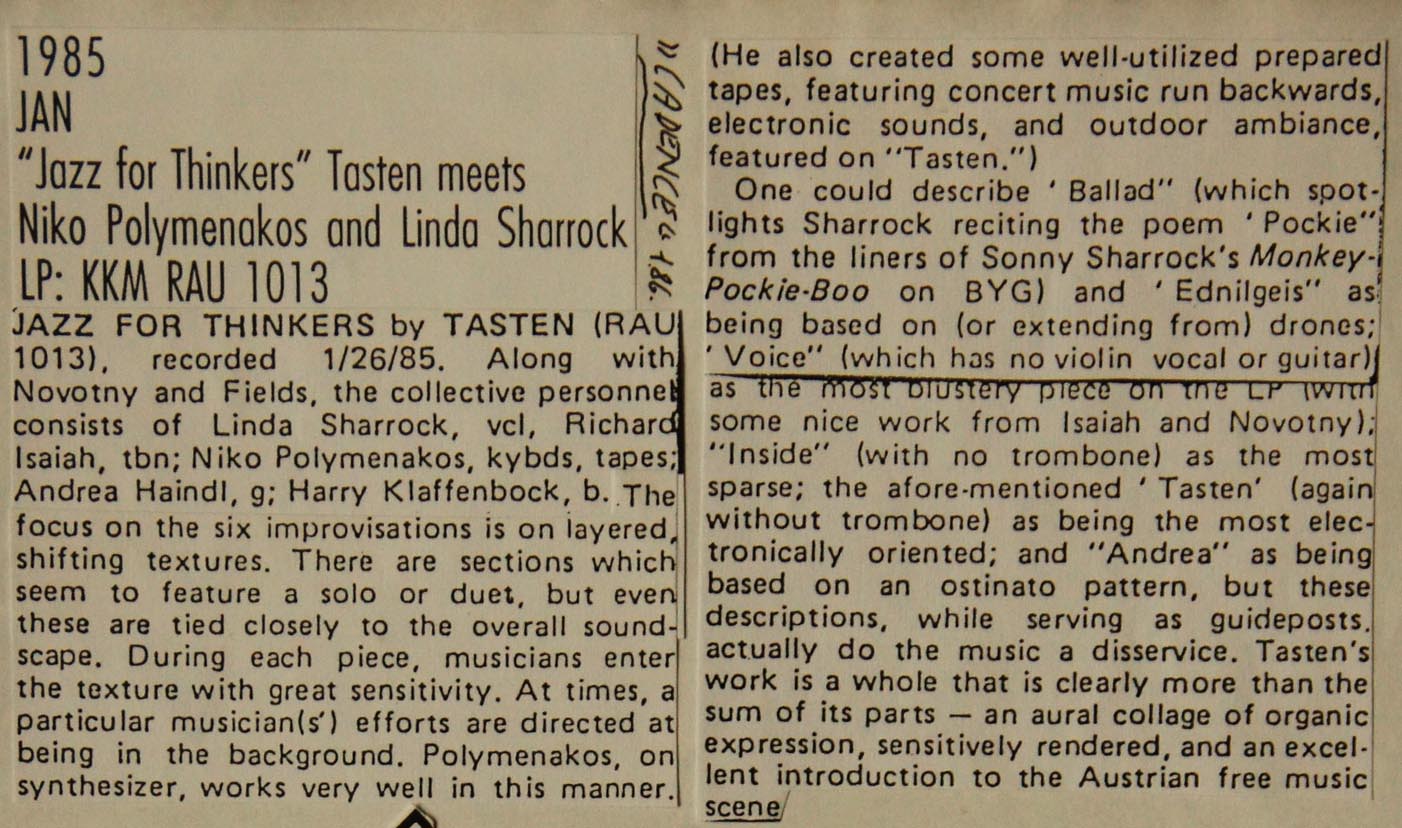 1985
JAN
"Jazz for Thinkers" Tasten meets
Niko Polymenakos and Linda Sharrock
LP: KKM RAU 1013
JAZZ FOR THINKERS by TASTEN (RAU
1013), recorded 1/26/85. Along with
Novotny and Fields, the collective personnel
consists of Linda Sharrock, vcl, Richard
Isaiah, tbn; Niko Polymenakos, kybds, tapes;
Andrea Haindl, g; Harry Klaffenbock, b. The
focus on the six improvisations is on layered,
shifting textures. There are sections which
seem to feature a solo or duet, but even
these are tied closely to the overall sound-
scape. During each piece, musicians enter
the texture with great sensitivity. At times, a
particular musician(s') efforts are directed at
being in the background. Polymenakos, on
synthesizer, works very well in this manner.
»CADENCE« 4.86.
(He also created some well-utilized prepared
tapes, featuring concert music run backwards,
electronic sounds, and outdoor ambiance,
featured on "Tasten.")
One could describe ' Ballad" (which spot-
lights Sharrock reciting the poem ' Pockie"
from the liners of Sonny Sharrock's Monkey-
Pockie-Boo on BYG) and ' Ednilgeis" as
being based on (or extending from) drones;
' Voice" (which has no violin vocal or guitar)
as the most blustery piece on the LP (with
some nice work from Isaiah and Novotny);
"Inside" (with no trombone) as the most
sparse; the afore-mentioned ' Tasten' (again
without trombone) as being the most elec-
tronically oriented; and "Andrea" as being
based on an ostinato pattern, but these
descriptions, while serving as guideposts.
actually do the music a disservice. Tasten's
work is a whole that is clearly more than the
sum of its parts — an aural collage of organic
expression, sensitively rendered, and an excel-
lent introduction to the Austrian free music
scene/